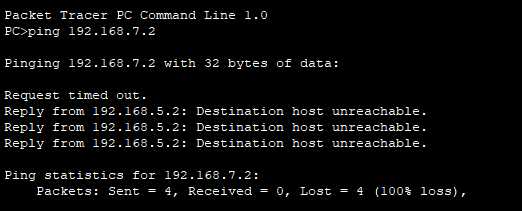 Packet Tracer PC Command Line 1.0
PC>ping 192.168.7.2
Pinging 192.168.7.2 with 32 bytes of data:
Request timed out.
Reply from 192.168.5.2: Destination host unreachable.
Reply from 192.168.5.2: Destination host unreachable.
Reply from 192.168.5.2: Destination host unreachable.
Ping statistics for 192.168.7.2:
Packets: Sent = 4, Received = 0, Lost = 4 (100% loss),